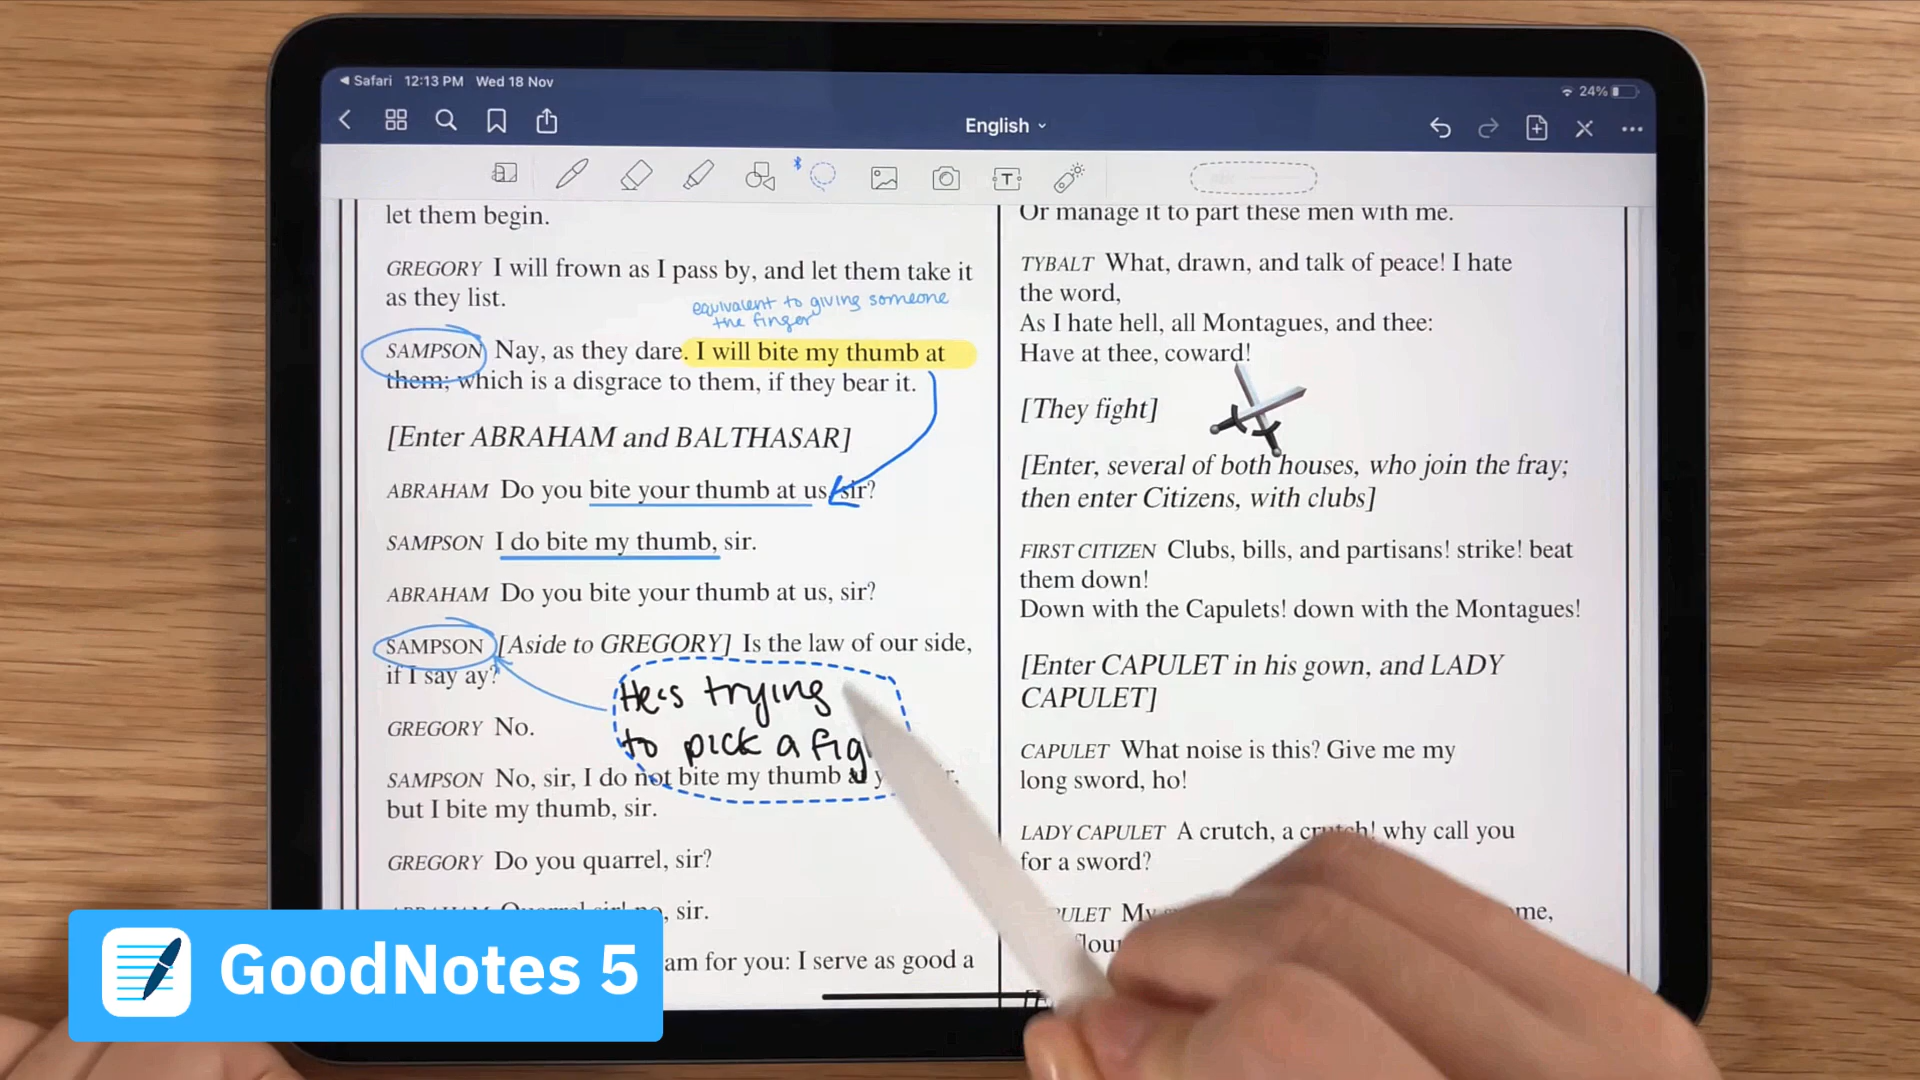 Safari 12:13 PM Wed 18 Nov
24%
English
T
let them begin.
GREGORY I will frown as I pass by, and let them take it
as they list.
equivalent to giving someone
the finger
SAMPSON Nay, as they dare. I will bite my thumb at
them; which is a disgrace to them, if they bear it.
[Enter ABRAHAM and BALTHASAR]
ABRAHAM Do you bite your thumb at us, sir?
SAMPSON I do bite my thumb, sir.
ABRAHAM Do you bite your thumb at us, sir?
SAMPSON [Aside to GREGORY] Is the law of our side,
if I say ay?
He's trying
to pick a fig
GREGORY No.
SAMPSON No, sir, I do not bite my thumb at
but I bite my thumb, sir.
GREGORY Do you quarrel, sir?
sir.
am for you: I serve as good a
Or manage it to part these men with me.
TYBALT What, drawn, and talk of peace! I hate
the word,
As I hate hell, all Montagues, and thee:
Have at thee, coward!
[They fight]
[Enter, several of both houses, who join the fray;
then enter Citizens, with clubs]
FIRST CITIZEN Clubs, bills, and partisans! strike! beat
them down!
Down with the Capulets! down with the Montagues!
[Enter CAPULET in his gown, and LADY
CAPULET]
CAPULET What noise is this? Give me my
long sword, ho!
LADY CAPULET A crutch, a crutch! why call you
for a sword?
PULET My
GoodNotes 5